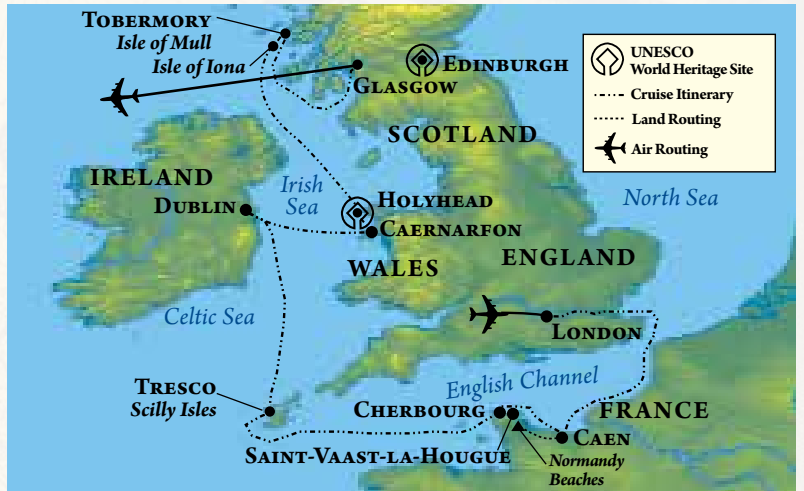 TOBERMORY
Isle of Mull
Isle of Iona
GLASGOW
EDINBURGH
UNESCO
World Heritage Site
Cruise Itinerary
Land Routing
Air Routing
SCOTLAND
IRELAND
DUBLIN
Irish
Sea
HOLYHEAD
CAERNARFON
North Sea
WALES
ENGLAND
Celtic Sea
LONDON
TRESCO
Scilly Isles
English Channel
CHERBOURG
FRANCE
CAEN
SAINT-VAAST-LA-HOUGUE
Normandy
Beaches